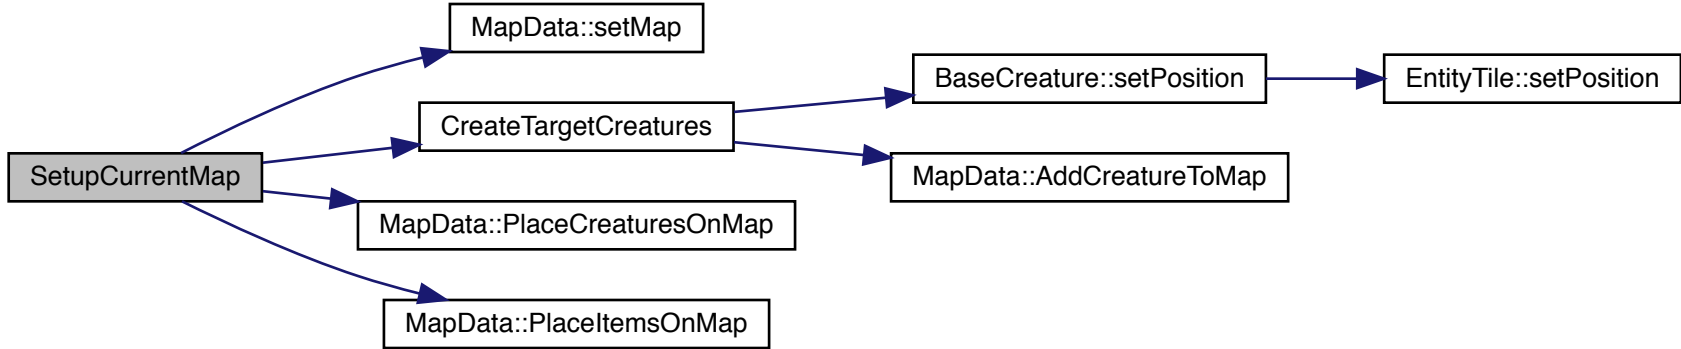 MapData::setMap
BaseCreature::setPosition
EntityTile::setPosition
CreateTargetCreatures
SetupCurrentMap
MapData::AddCreatureToMap
MapData::PlaceCreaturesOnMap
MapData::PlaceItemsOnMap